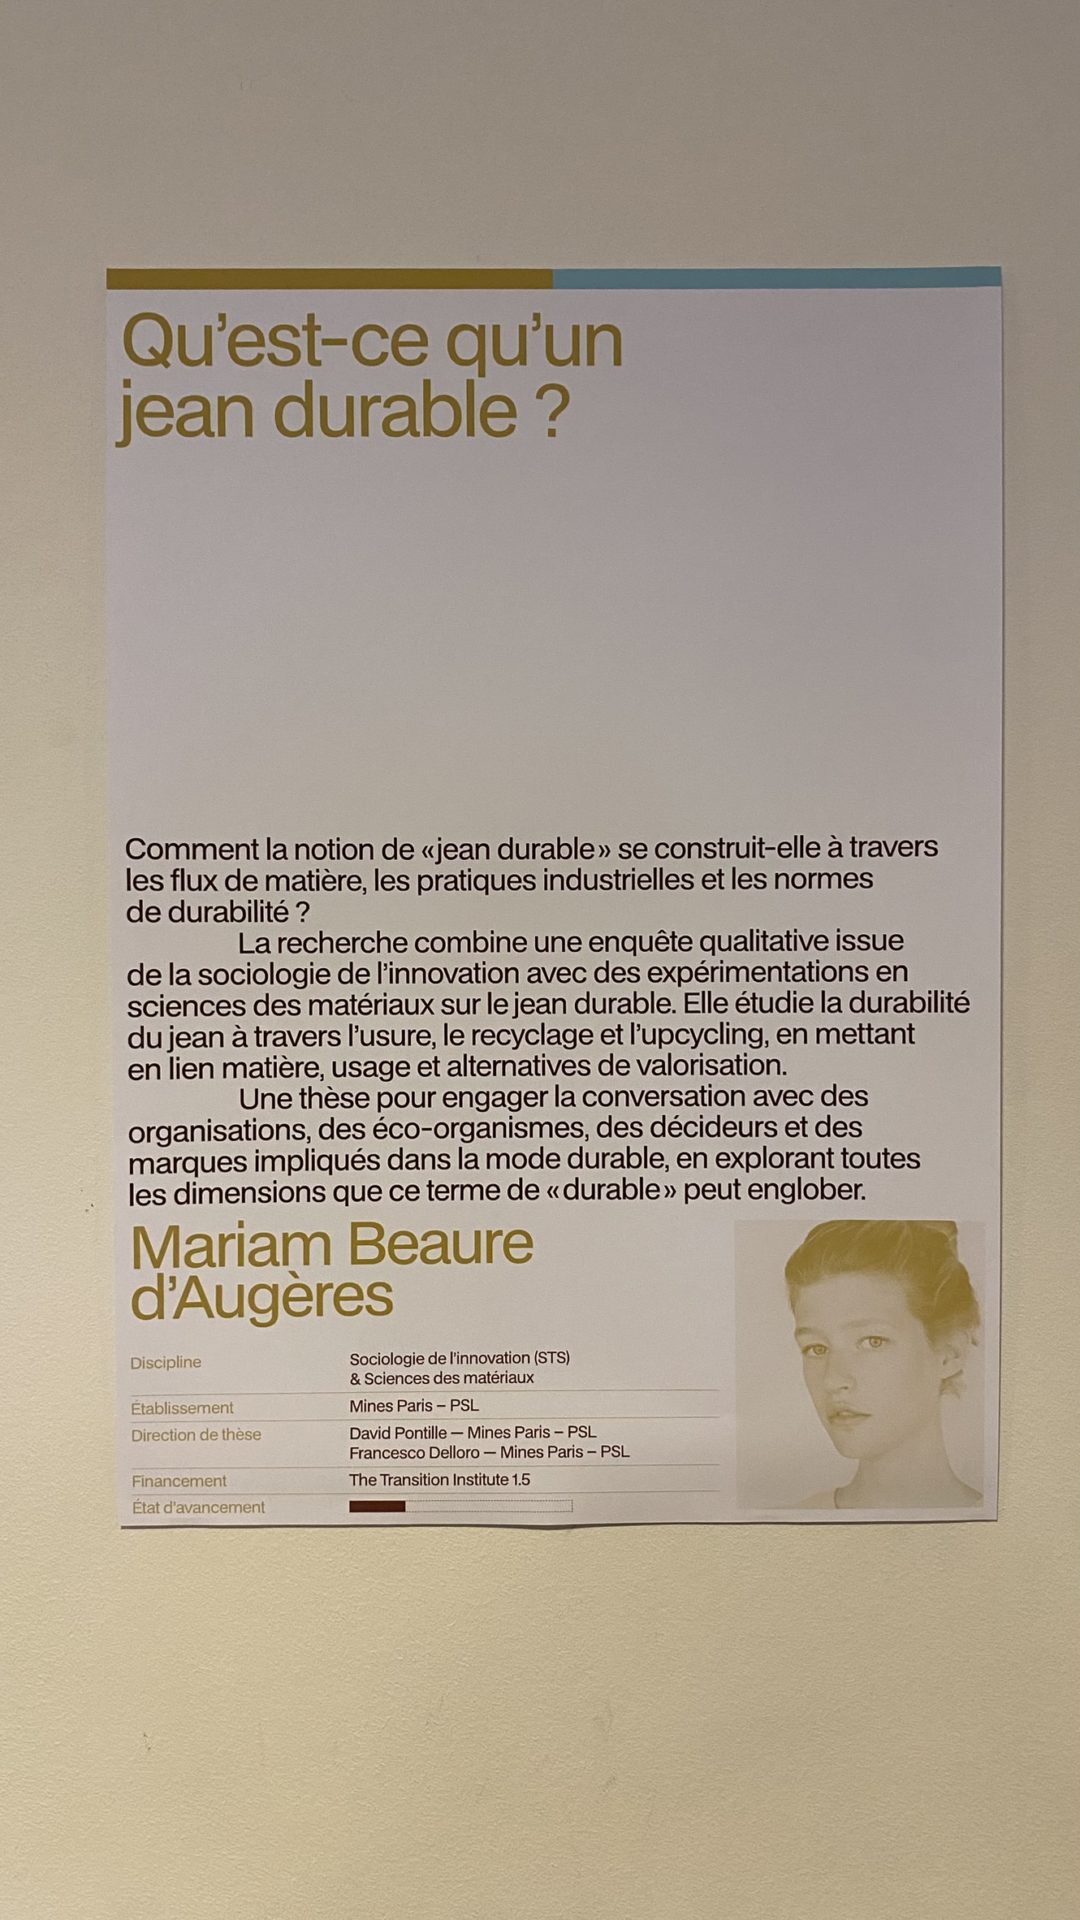 Qu'est-ce qu'un
jean durable ?
Comment la notion de «jean durable» se construit-elle à travers
les flux de matière, les pratiques industrielles et les normes
de durabilité ?
La recherche combine une enquête qualitative issue
de la sociologie de l'innovation avec des expérimentations en
sciences des matériaux sur le jean durable. Elle étudie la durabilité
du jean à travers l'usure, le recyclage et l'upcycling, en mettant
en lien matière, usage et alternatives de valorisation.
Une thèse pour engager la conversation avec des
organisations, des éco-organismes, des décideurs et des
marques impliqués dans la mode durable, en explorant toutes
les dimensions que ce terme de «durable» peut englober.
Mariam Beaure
d'Augères
Discipline Sociologie de l'innovation (STS)
& Sciences des matériaux
Établissement Mines Paris – PSL
Direction de thèse David Pontille — Mines Paris – PSL
Francesco Delloro — Mines Paris – PSL
Financement The Transition Institute 1.5
État d'avancement